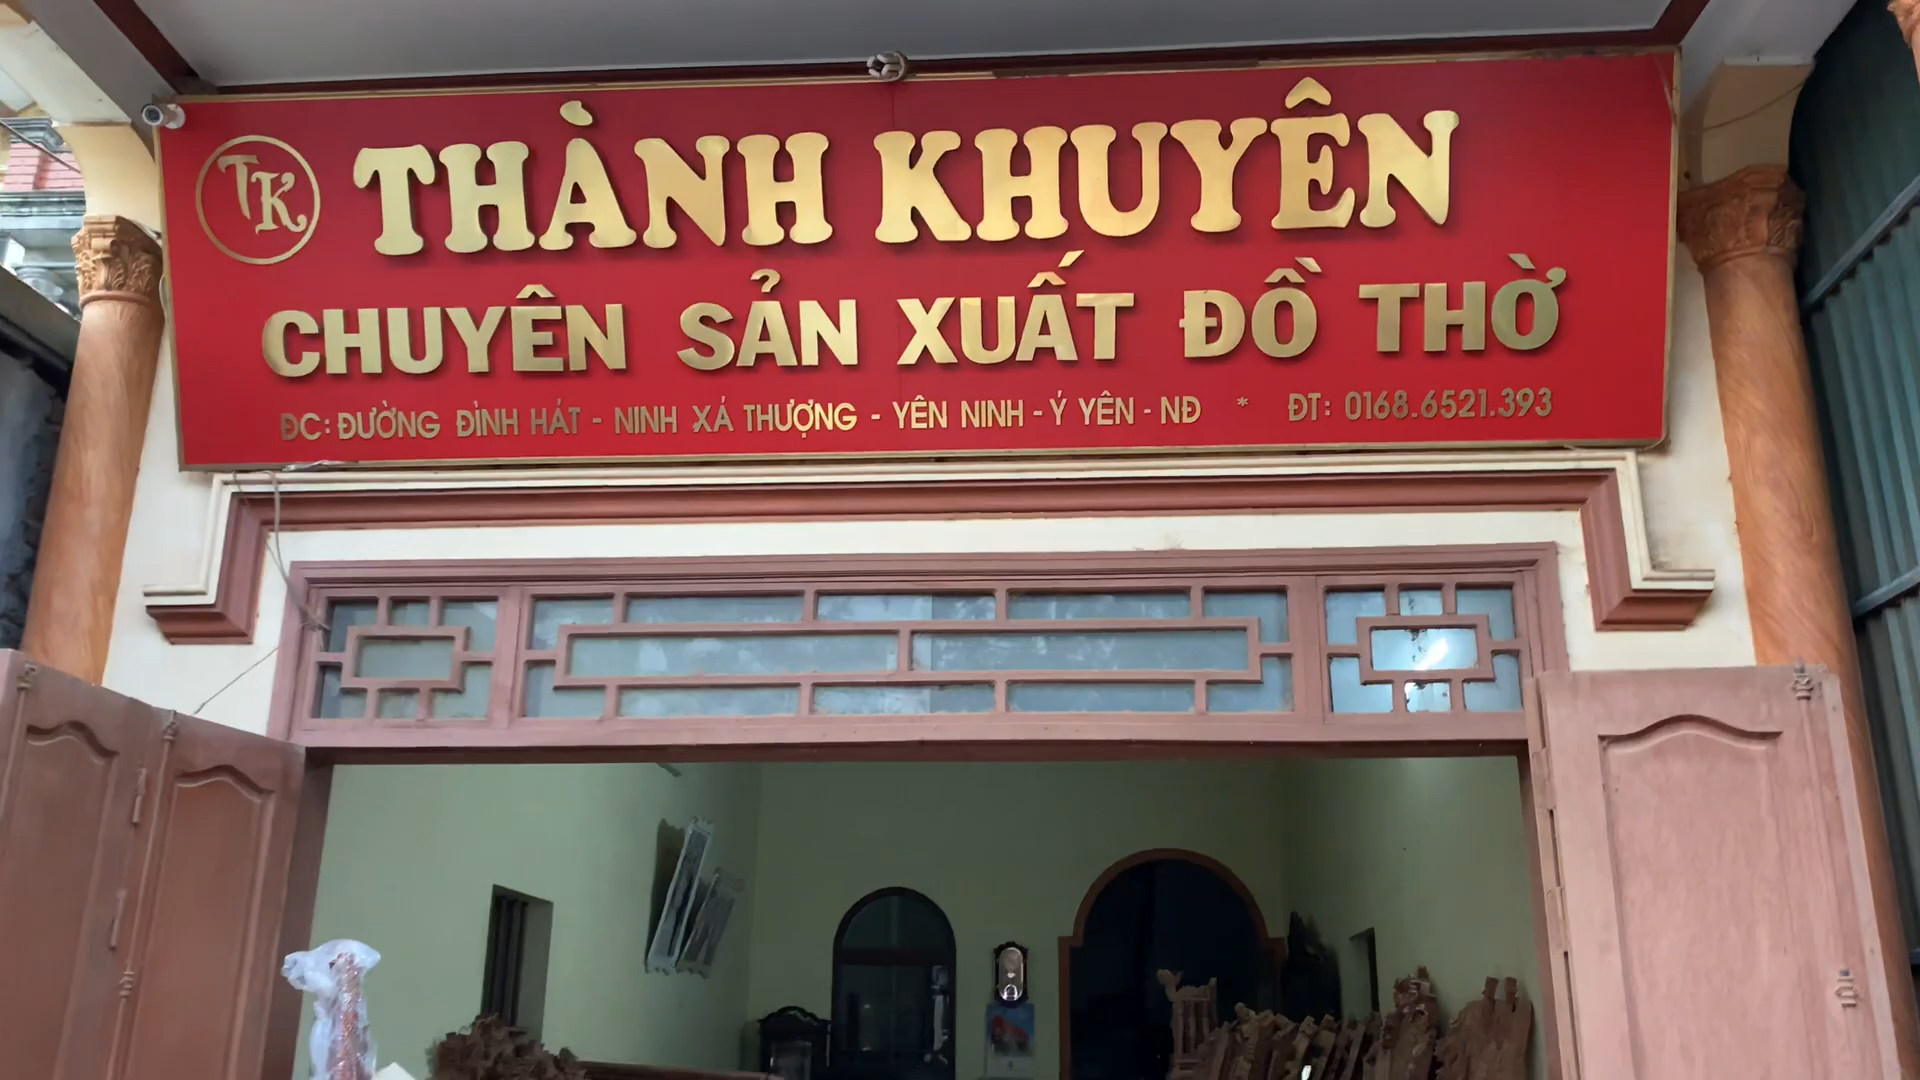 TK
THÀNH KHUYÊN
CHUYÊN SẢN XUẤT ĐỒ THỜ
ĐC: ĐƯỜNG ĐÌNH HÁT - NINH XÁ THƯỢNG - YÊN NINH - Ý YÊN - NĐ * ĐT: 0168.6521.393